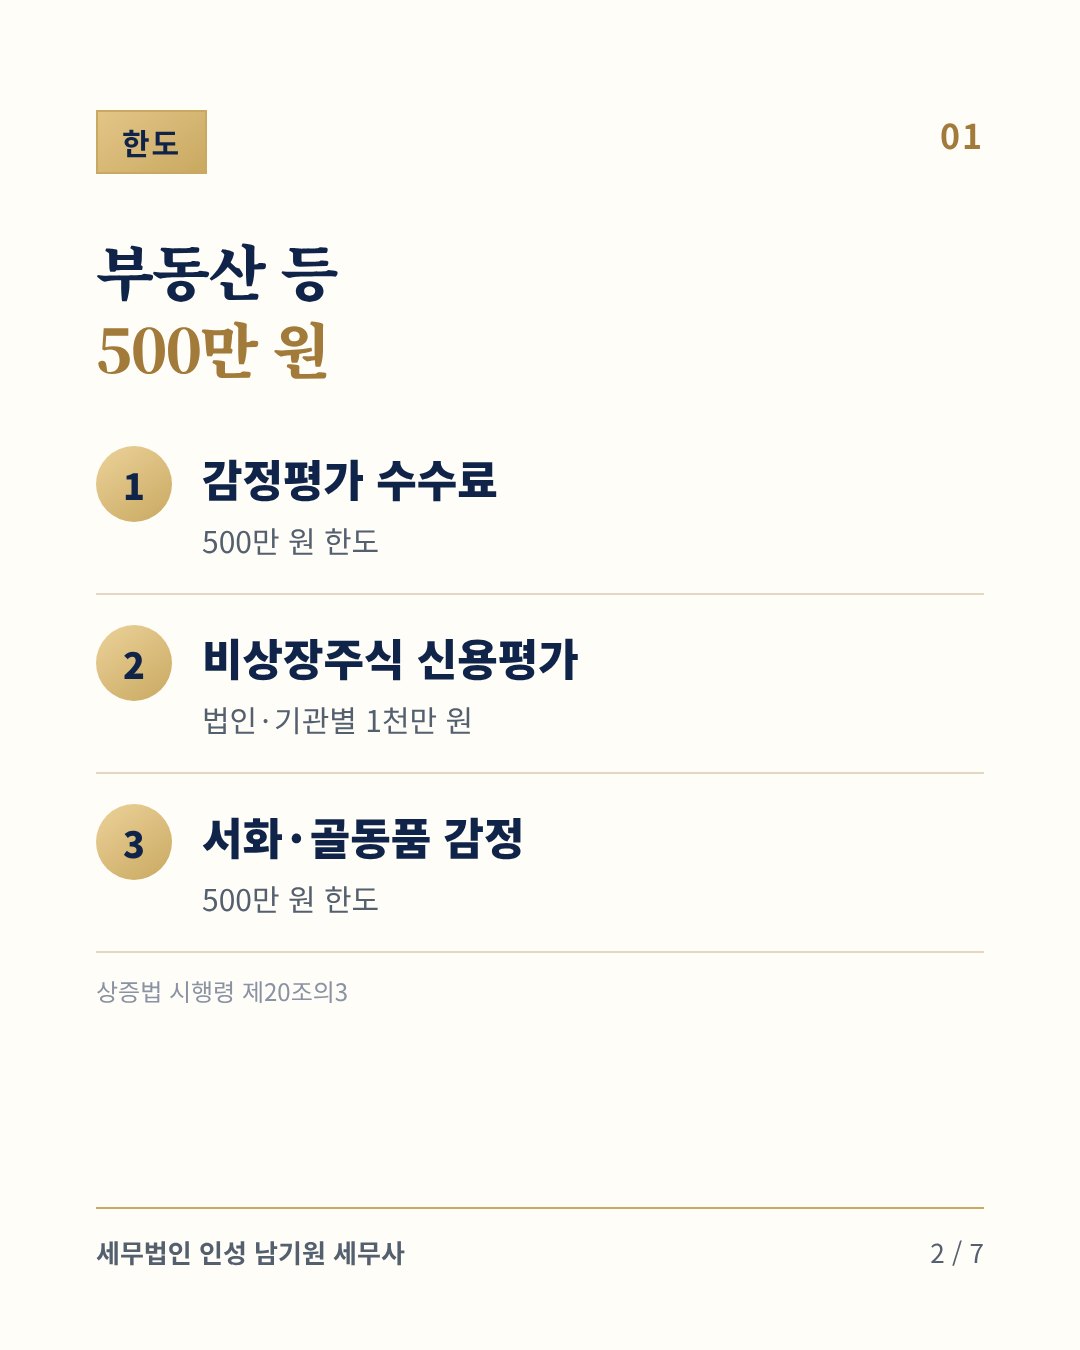 한도
01
부동산 등
500만 원
1
감정평가 수수료
500만 원 한도
2
비상장주식 신용평가
법인·기관별 1천만 원
3
서화·골동품 감정
500만 원 한도
상증법 시행령 제20조의3
세무법인 인성 남기원 세무사
2 / 7